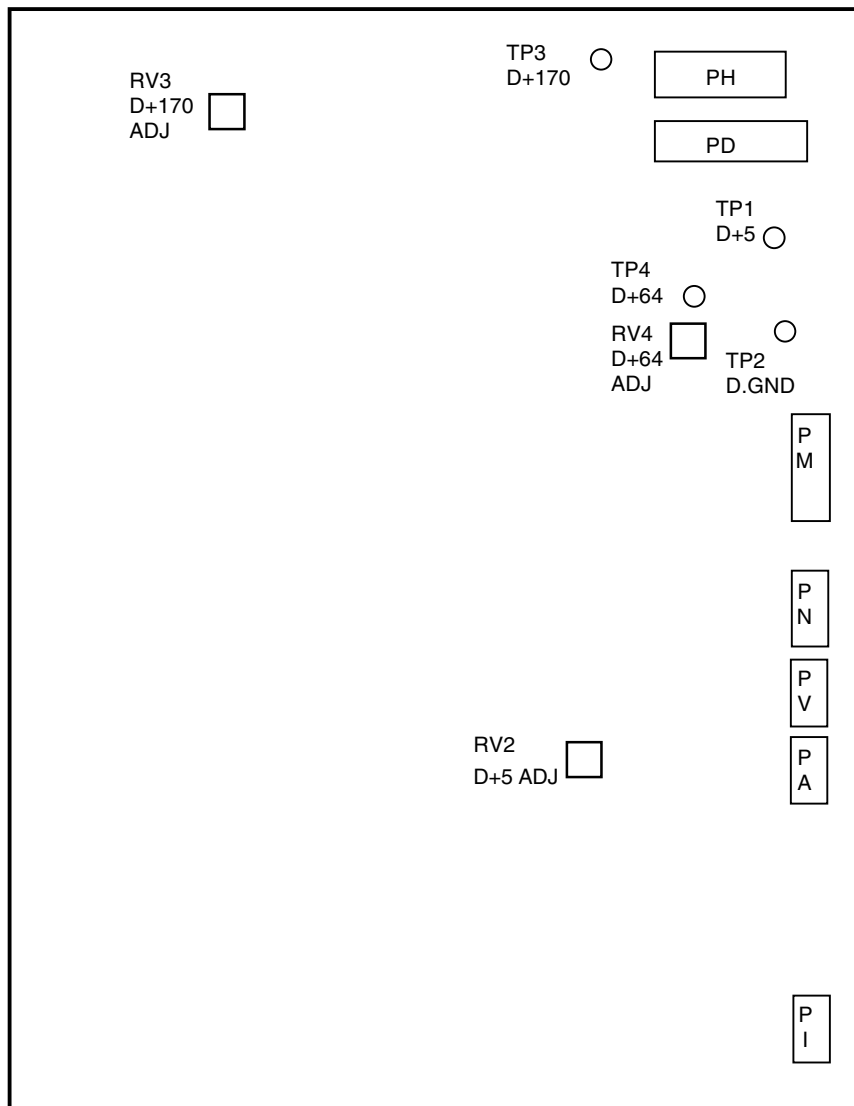 TP3
D+170
PH
RV3
D+170
ADJ
PD
TP1
D+5
TP4
D+64
RV4
D+64
ADJ
TP2
D.GND
P
M
P
N
P
V
RV2
D+5 ADJ
P
A
P
I